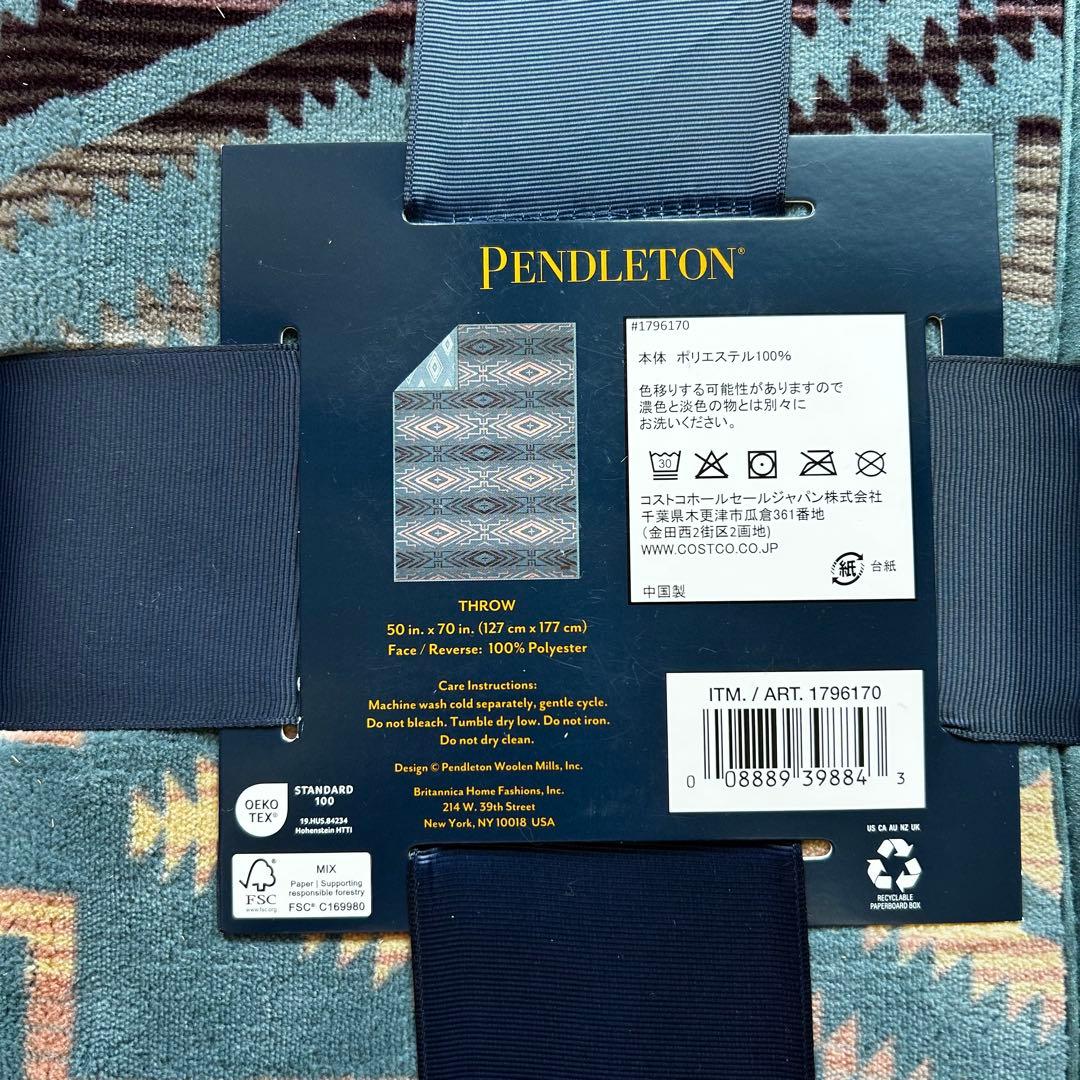 PENDLETON®
#1796170
本体 ポリエステル100%
色移りする可能性がありますので
濃色と淡色の物とは別々に
お洗いください。
30
コストコホールセールジャパン株式会社
千葉県木更津市瓜倉361番地
(金田西2街区2画地)
WWW.COSTCO.CO.JP
紙 台紙
中国製
THROW
50 in. x 70 in. (127 cm x 177 cm)
Face / Reverse: 100% Polyester
Care Instructions:
Machine wash cold separately, gentle cycle.
Do not bleach. Tumble dry low. Do not iron.
Do not dry clean.
Design © Pendleton Woolen Mills, Inc.
Britannica Home Fashions, Inc.
214 W. 39th Street
New York, NY 10018 USA
ITM. / ART. 1796170
0 08889 39884 3
OEKO
TEX®
STANDARD
100
19.HUS.84234
Hohenstein HTTI
FSC
www.fsc.org
MIX
Paper | Supporting
responsible forestry
FSC® C169980
US CA AU NZ UK
RECYCLABLE
PAPERBOARD BOX